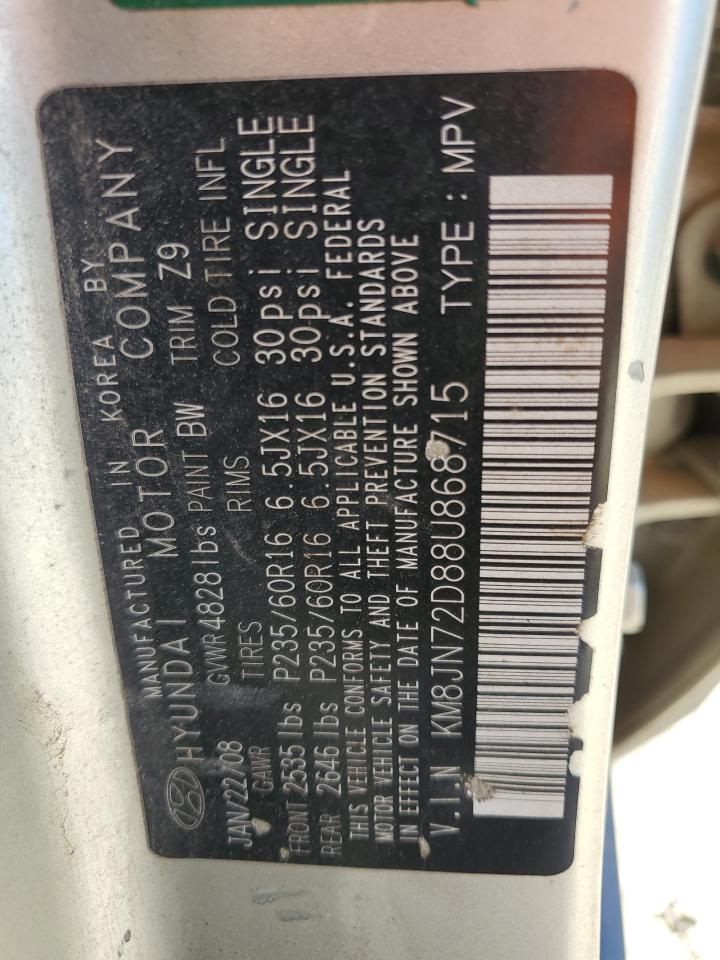 MANUFACTURED IN KOREA BY
HYUNDAI MOTOR COMPANY
JAN/22/08 GVWR 4828 lbs PAINT BW TRIM Z9
GAWR TIRES RIMS COLD TIRE INFL
FRONT 2535 lbs P235/60R16 6.5JX16 30psi SINGLE
REAR 2646 lbs P235/60R16 6.5JX16 30psi SINGLE
THIS VEHICLE CONFORMS TO ALL APPLICABLE U.S.A. FEDERAL
MOTOR VEHICLE SAFETY AND THEFT PREVENTION STANDARDS
IN EFFECT ON THE DATE OF MANUFACTURE SHOWN ABOVE
V.I.N KM8JN72D88U868715 TYPE : MPV